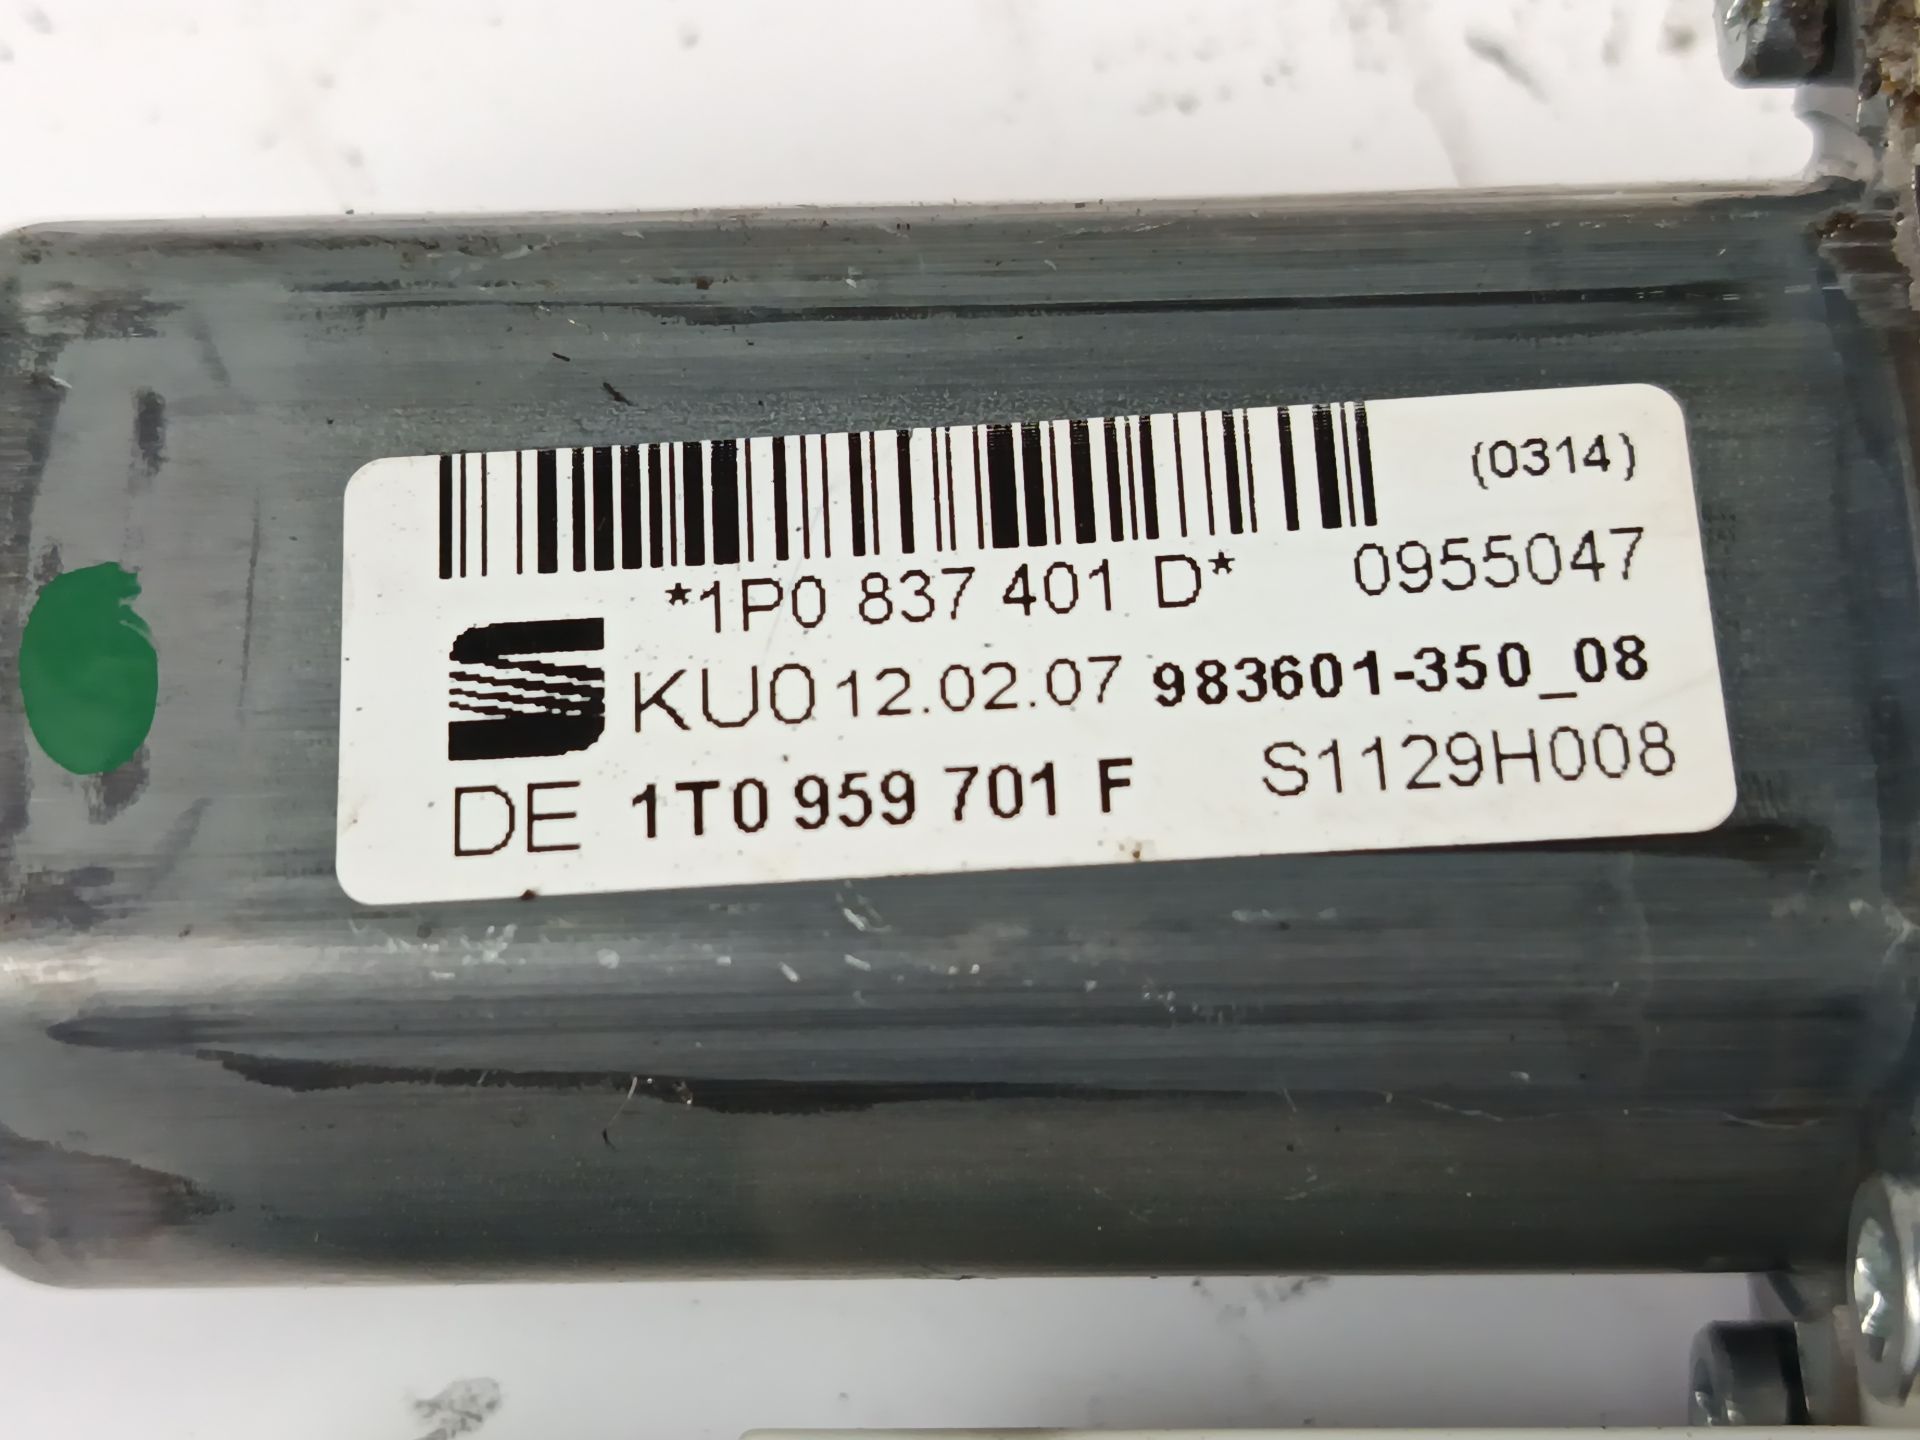 (0314)
*1P0 837 401 D* 0955047
KU0 12.02.07 983601-350_08
DE 1T0 959 701 F S1129H008